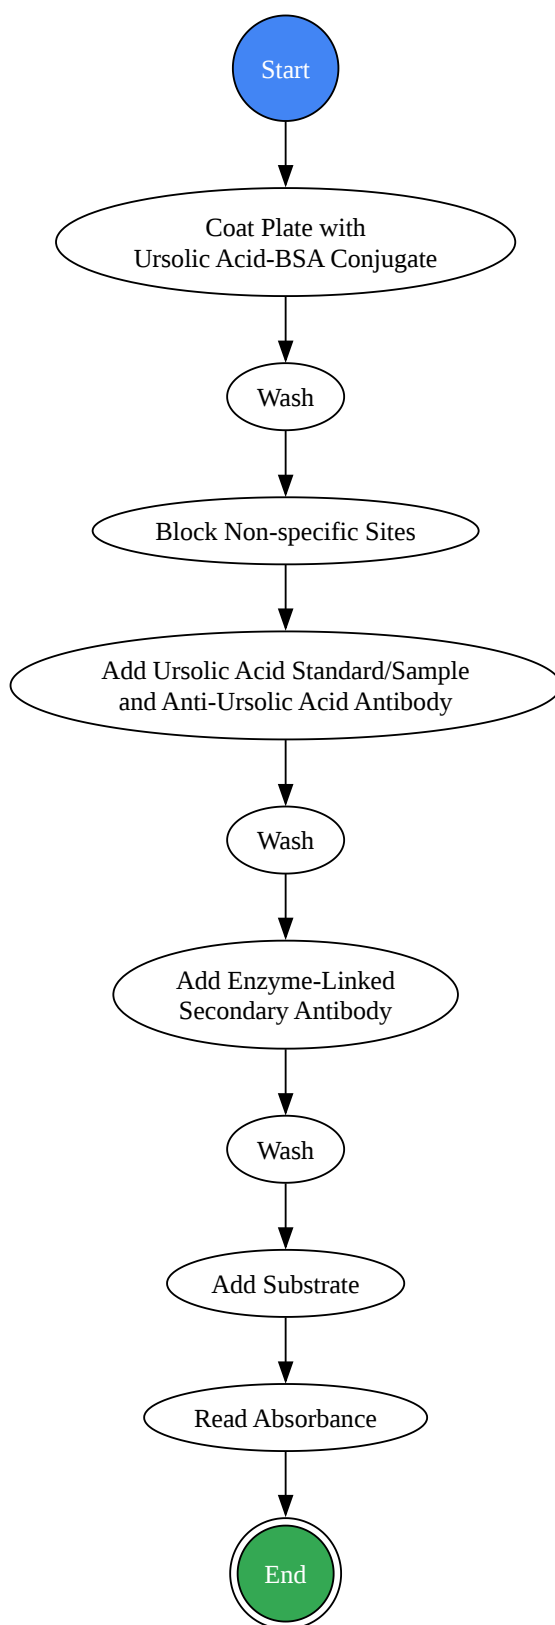 Start
Coat Plate with
Ursolic Acid-BSA Conjugate
Wash
Block Non-specific Sites
Add Ursolic Acid Standard/Sample
and Anti-Ursolic Acid Antibody
Wash
Add Enzyme-Linked
Secondary Antibody
Wash
Add Substrate
Read Absorbance
End